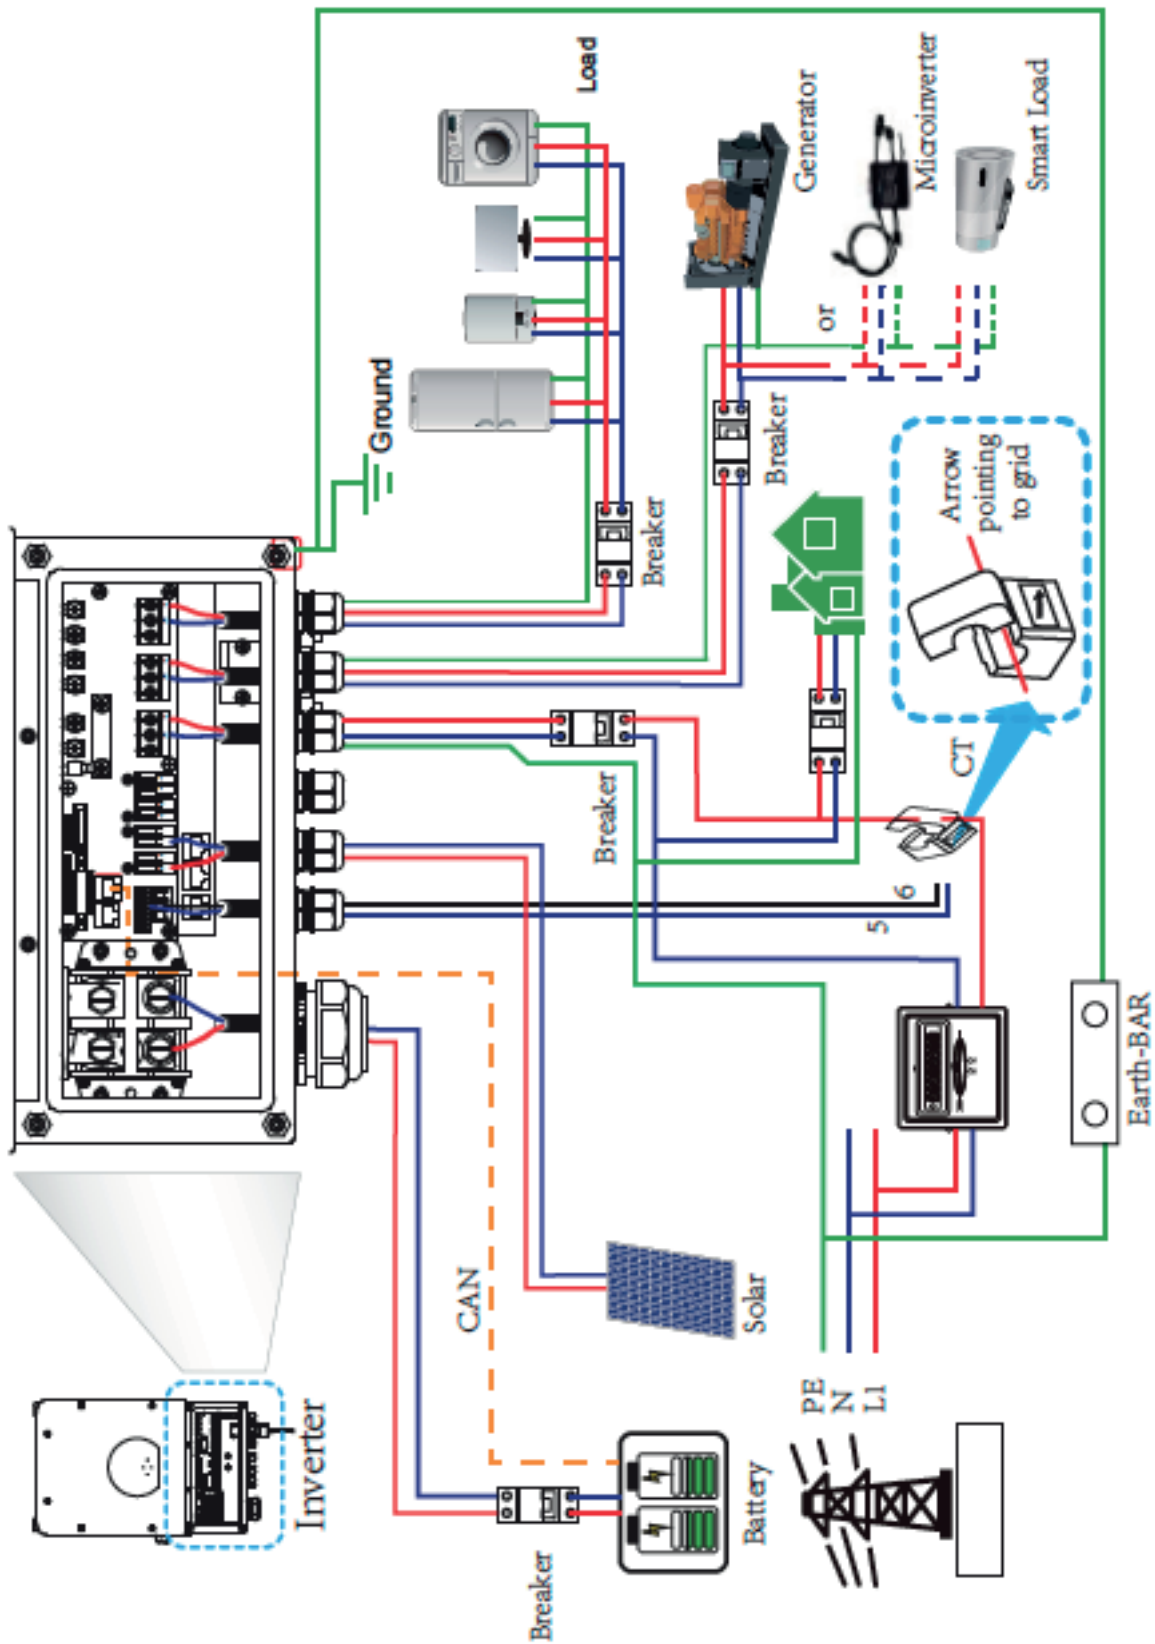 Inverter
Ground
Load
Breaker
Generator
or
Microinverter
Smart Load
Breaker
Arrow
pointing
to grid
CT
Breaker
6
5
CAN
Solar
Breaker
Battery
PE
N
L1
Earth-BAR